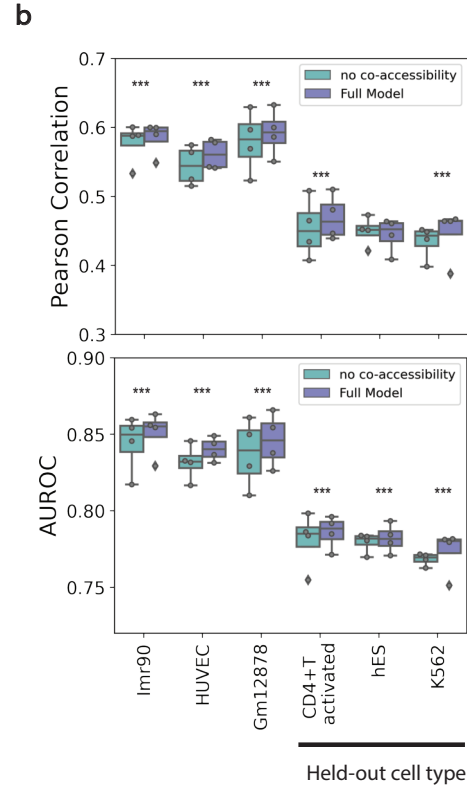 b
0.7
0.6
0.5
0.4
0.3
Pearson Correlation
no co-accessibility
Full Model
*** *** ***
*** ***
0.90
0.85
0.80
0.75
AUROC
no co-accessibility
Full Model
*** *** ***
*** *** ***
Imr90
HUVEC
Gm12878
CD4+T
activated
hES
K562
Held-out cell type